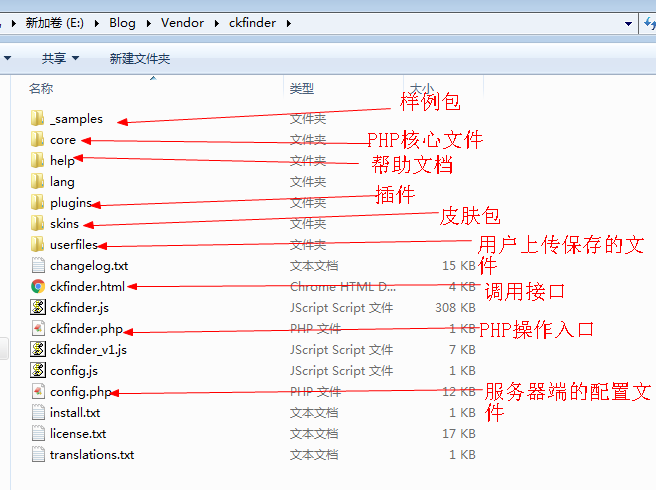 新加卷 (E:) ▸ Blog ▸ Vendor ▸ ckfinder ▸
共享 新建文件夹
名称 类型 大小
_samples 文件夹 样例包
core 文件夹 PHP核心文件
help 文件夹 帮助文档
lang 文件夹
plugins 文件夹 插件
skins 文件夹 皮肤包
userfiles 文件夹 用户上传保存的文
件
changelog.txt 文本文档 15 KB
ckfinder.html Chrome HTML D... 4 KB 调用接口
ckfinder.js JScript Script 文件 308 KB
ckfinder.php PHP 文件 1 KB PHP操作入口
ckfinder_v1.js JScript Script 文件 7 KB
config.js JScript Script 文件 1 KB
config.php PHP 文件 12 KB 服务器端的配置文
件
install.txt 文本文档 1 KB
license.txt 文本文档 17 KB
translations.txt 文本文档 1 KB